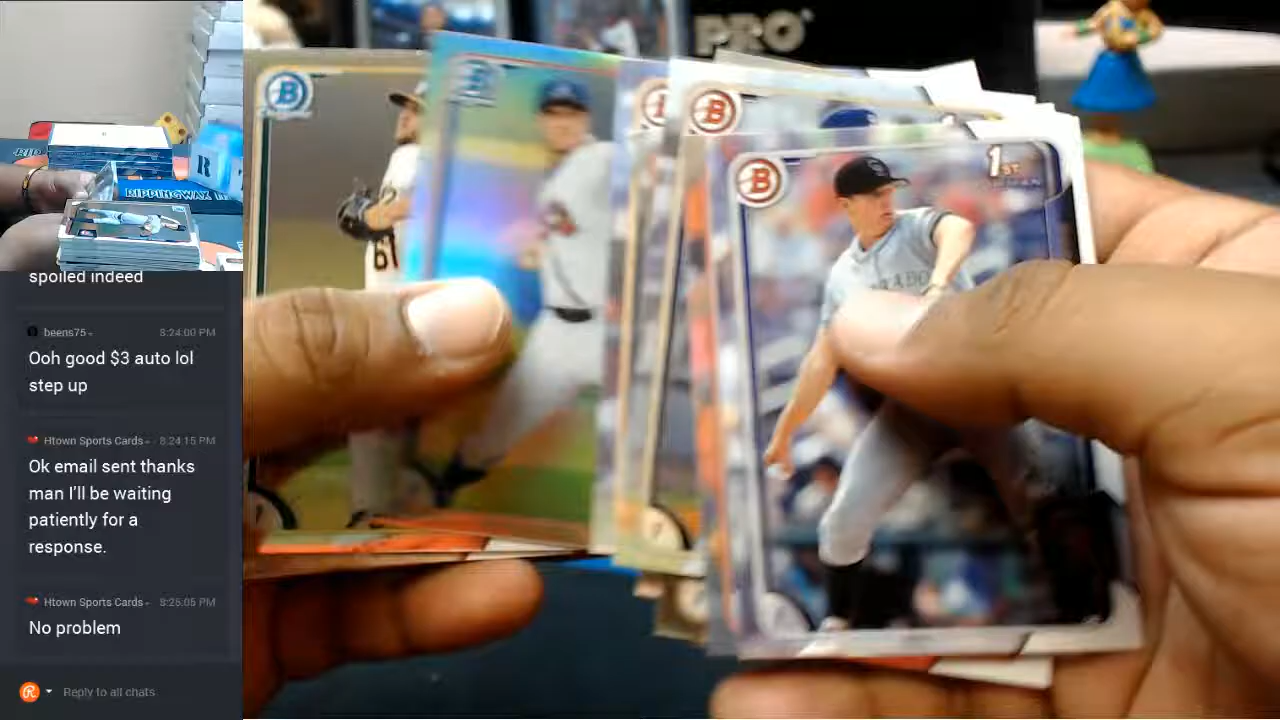 PRO
B
B
B
B
B
1ST
61
RIPPINGWAX
R
spoiled indeed
beens75
8:24:00 PM
Ooh good $3 auto lol
step up
Htown Sports Cards
8:24:15 PM
Ok email sent thanks
man I'll be waiting
patiently for a
response.
Htown Sports Cards
8:25:05 PM
No problem
Reply to all chats